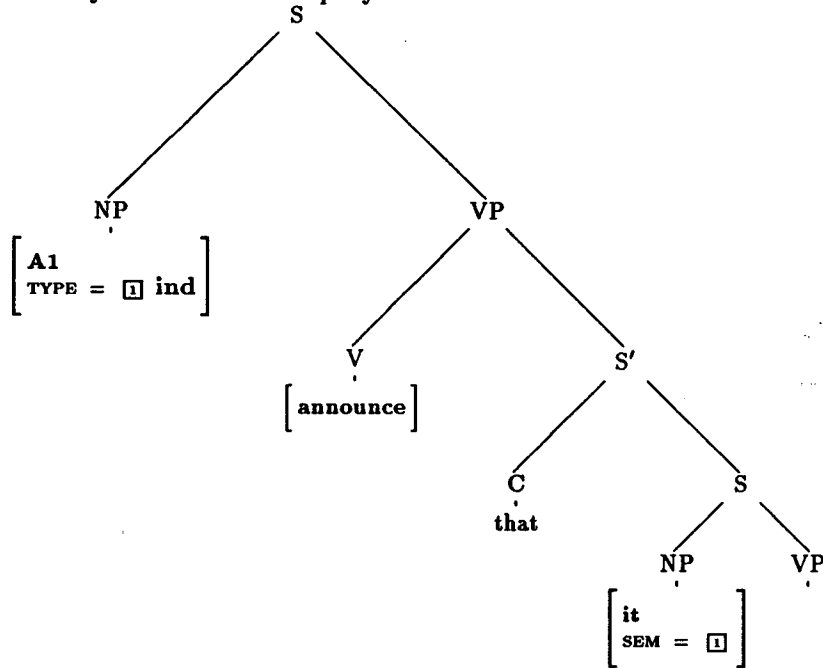 S
NP
VP
A1
TYPE = 1 ind
V
S′
announce
C
S
that
NP
VP
it
SEM = 1